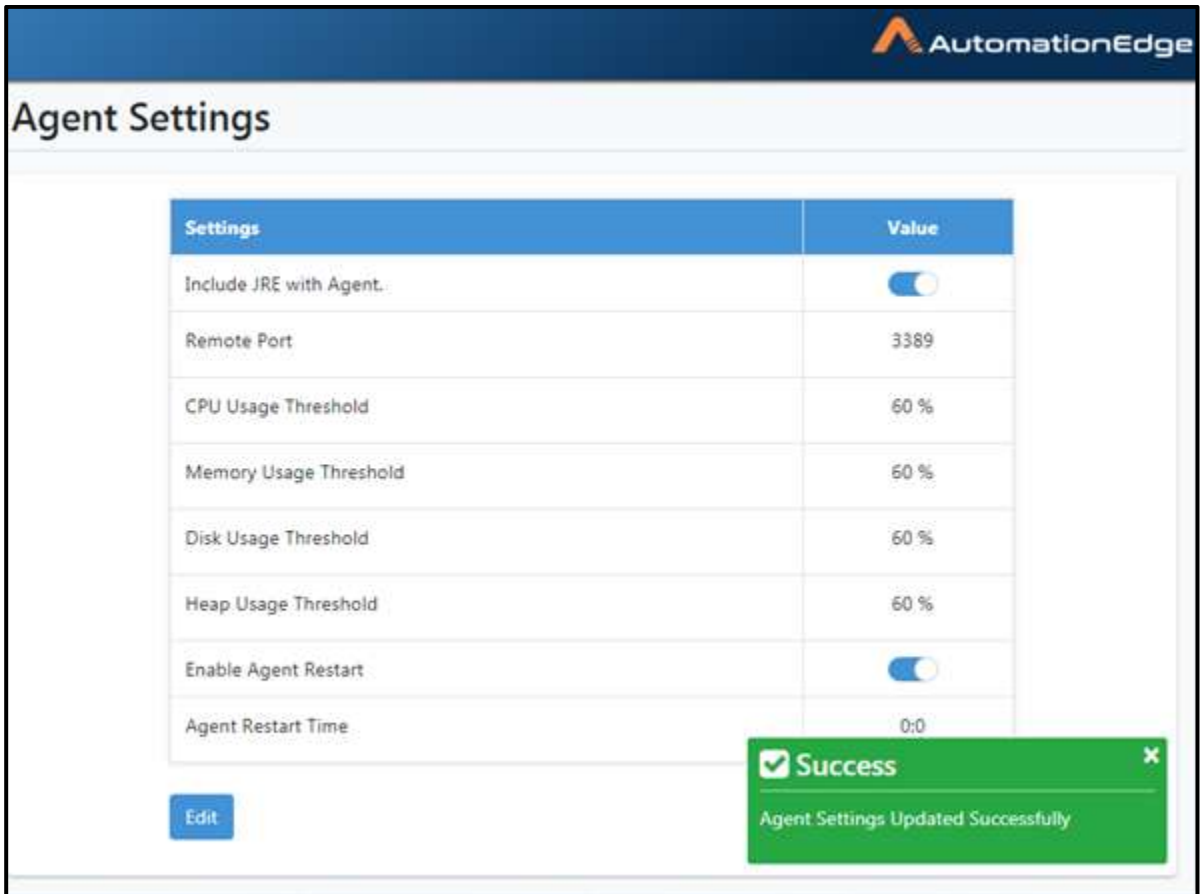 AutomationEdge
Agent Settings
Settings Value
Include JRE with Agent.
Remote Port 3389
CPU Usage Threshold 60 %
Memory Usage Threshold 60 %
Disk Usage Threshold 60 %
Heap Usage Threshold 60 %
Enable Agent Restart
Agent Restart Time 0:0
Success
Edit
Agent Settings Updated Successfully